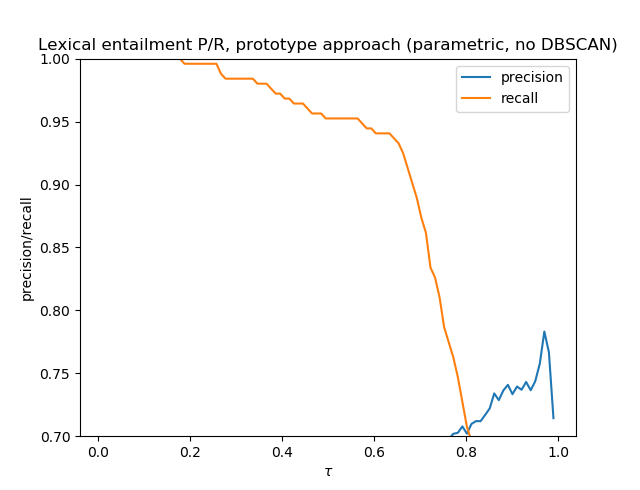 Lexical entailment P/R, prototype approach (parametric, no DBSCAN)
precision
recall
1.00
0.95
0.90
0.85
0.80
0.75
0.70
precision/recall
0.0
0.2
0.4
0.6
0.8
1.0
τ